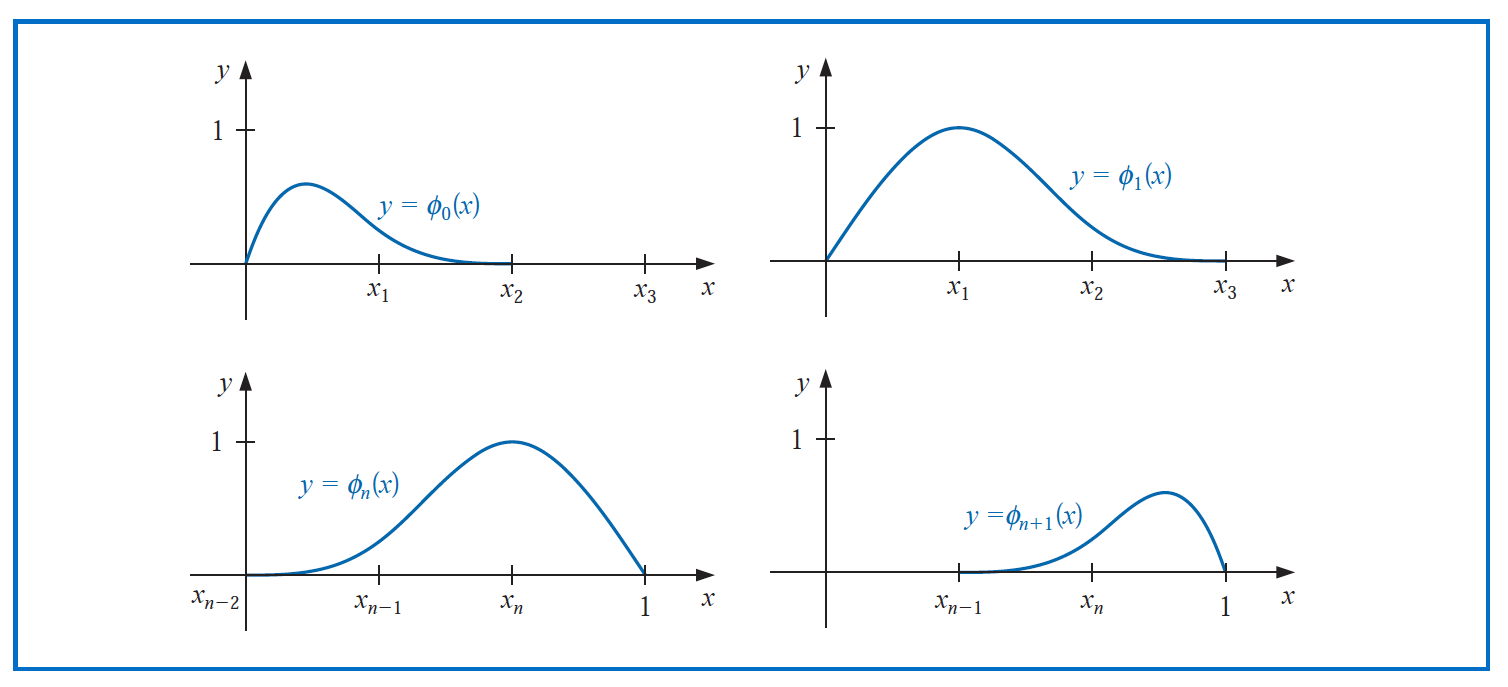 y
1
y = ϕ₀(x)
x₁ x₂ x₃ x
y
1
y = ϕ₁(x)
x₁ x₂ x₃ x
y
1
y = ϕₙ(x)
xₙ₋₂ xₙ₋₁ xₙ 1 x
y
1
y =ϕₙ₊₁(x)
xₙ₋₁ xₙ 1 x